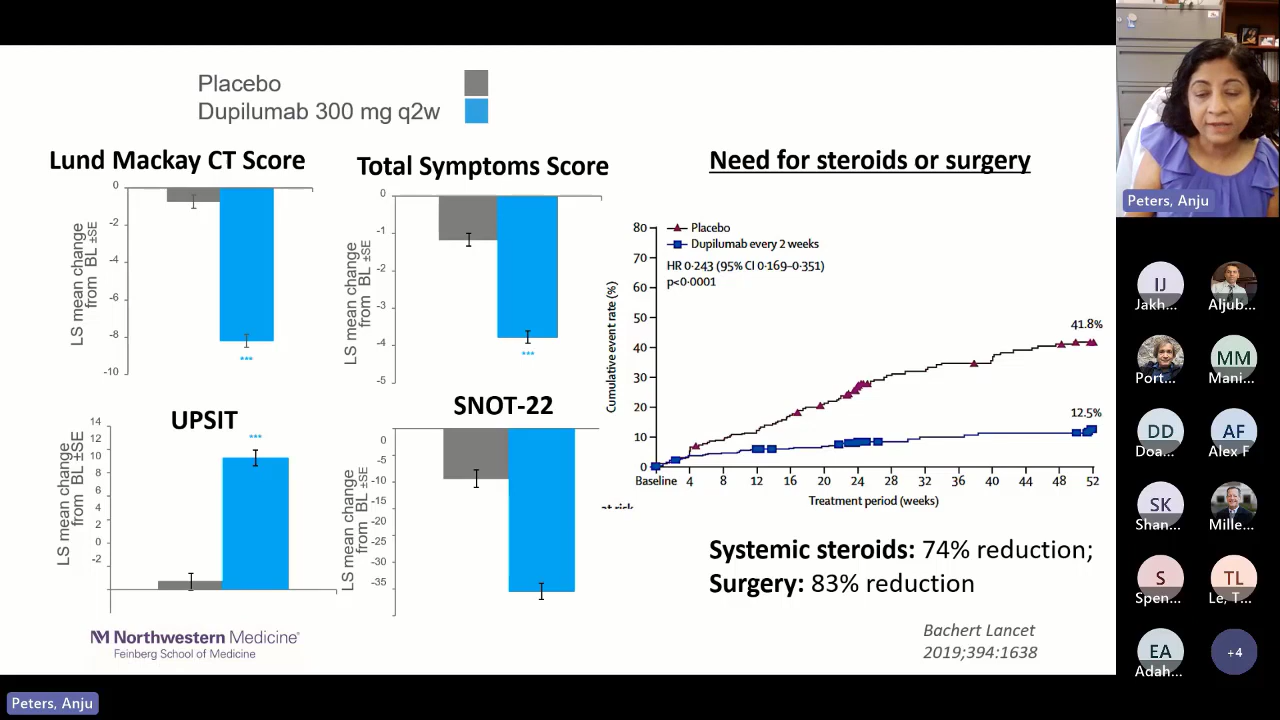 Placebo
Dupilumab 300 mg q2w
Lund Mackay CT Score
0
-2
-4
-6
-8
-10
LS mean change
from BL ±SE
***
Total Symptoms Score
0
-1
-2
-3
-4
-5
LS mean change
from BL ±SE
***
UPSIT
14
12
10
8
6
4
2
0
-2
LS mean change
from BL ±SE
***
SNOT-22
0
-5
-10
-15
-20
-25
-30
-35
LS mean change
from BL ±SE
Need for steroids or surgery
80
70
60
50
40
30
20
10
0
Cumulative event rate (%)
Placebo
Dupilumab every 2 weeks
HR 0·243 (95% CI 0·169–0·351)
p<0·0001
41.8%
12.5%
Baseline 4 8 12 16 20 24 28 32 36 40 44 48 52
Treatment period (weeks)
at risk
Systemic steroids: 74% reduction;
Surgery: 83% reduction
Bachert Lancet
2019;394:1638
M Northwestern Medicine®
Feinberg School of Medicine
Peters, Anju
Peters, Anju
IJ
Jakh...
Aljub...
Port...
MM
Mani...
DD
Doa...
AF
Alex F
SK
Shan...
Mille...
S
Spen...
TL
Le, T...
EA
Adah...
+4